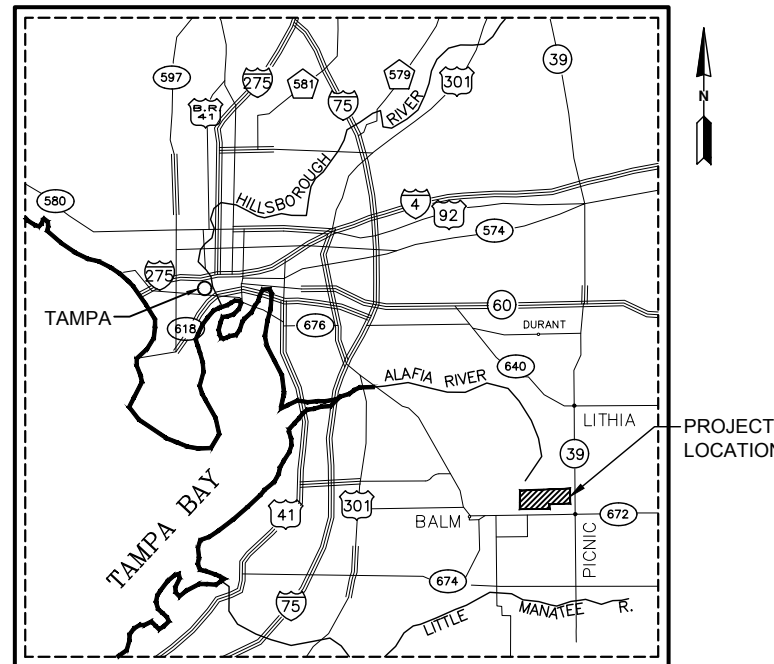 39
597
275
581
579
301
75
N
B.R
41
RIVER
HILLSBOROUGH
580
4
92
574
275
TAMPA
618
676
60
DURANT
640
ALAFIA RIVER
LITHIA
PROJECT
LOCATION
39
TAMPA BAY
41
301
BALM
672
PICNIC
674
75
LITTLE MANATEE R.